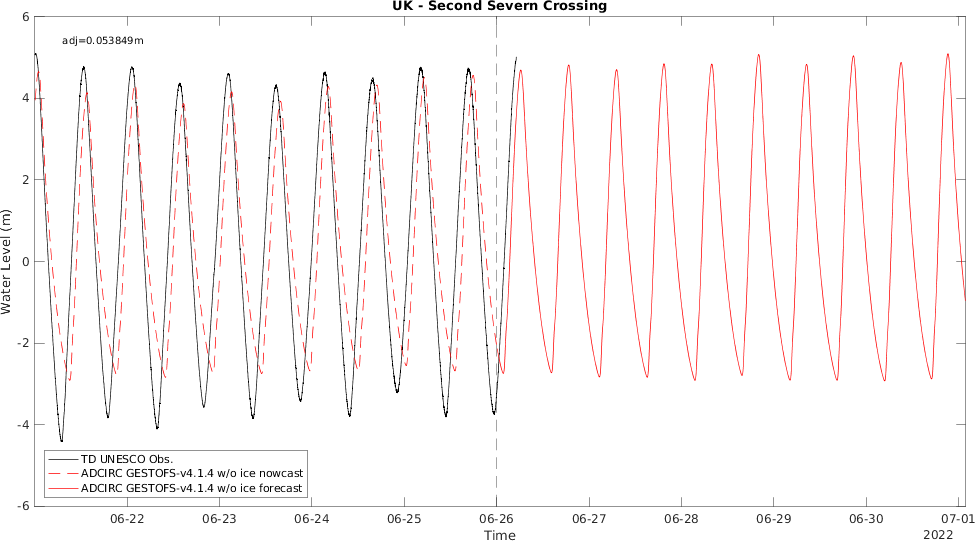 UK - Second Severn Crossing
adj=0.053849m
6
4
2
0
-2
-4
-6
Water Level (m)
TD UNESCO Obs.
ADCIRC GESTOFS-v4.1.4 w/o ice nowcast
ADCIRC GESTOFS-v4.1.4 w/o ice forecast
06-22 06-23 06-24 06-25 06-26 06-27 06-28 06-29 06-30 07-01
Time
2022